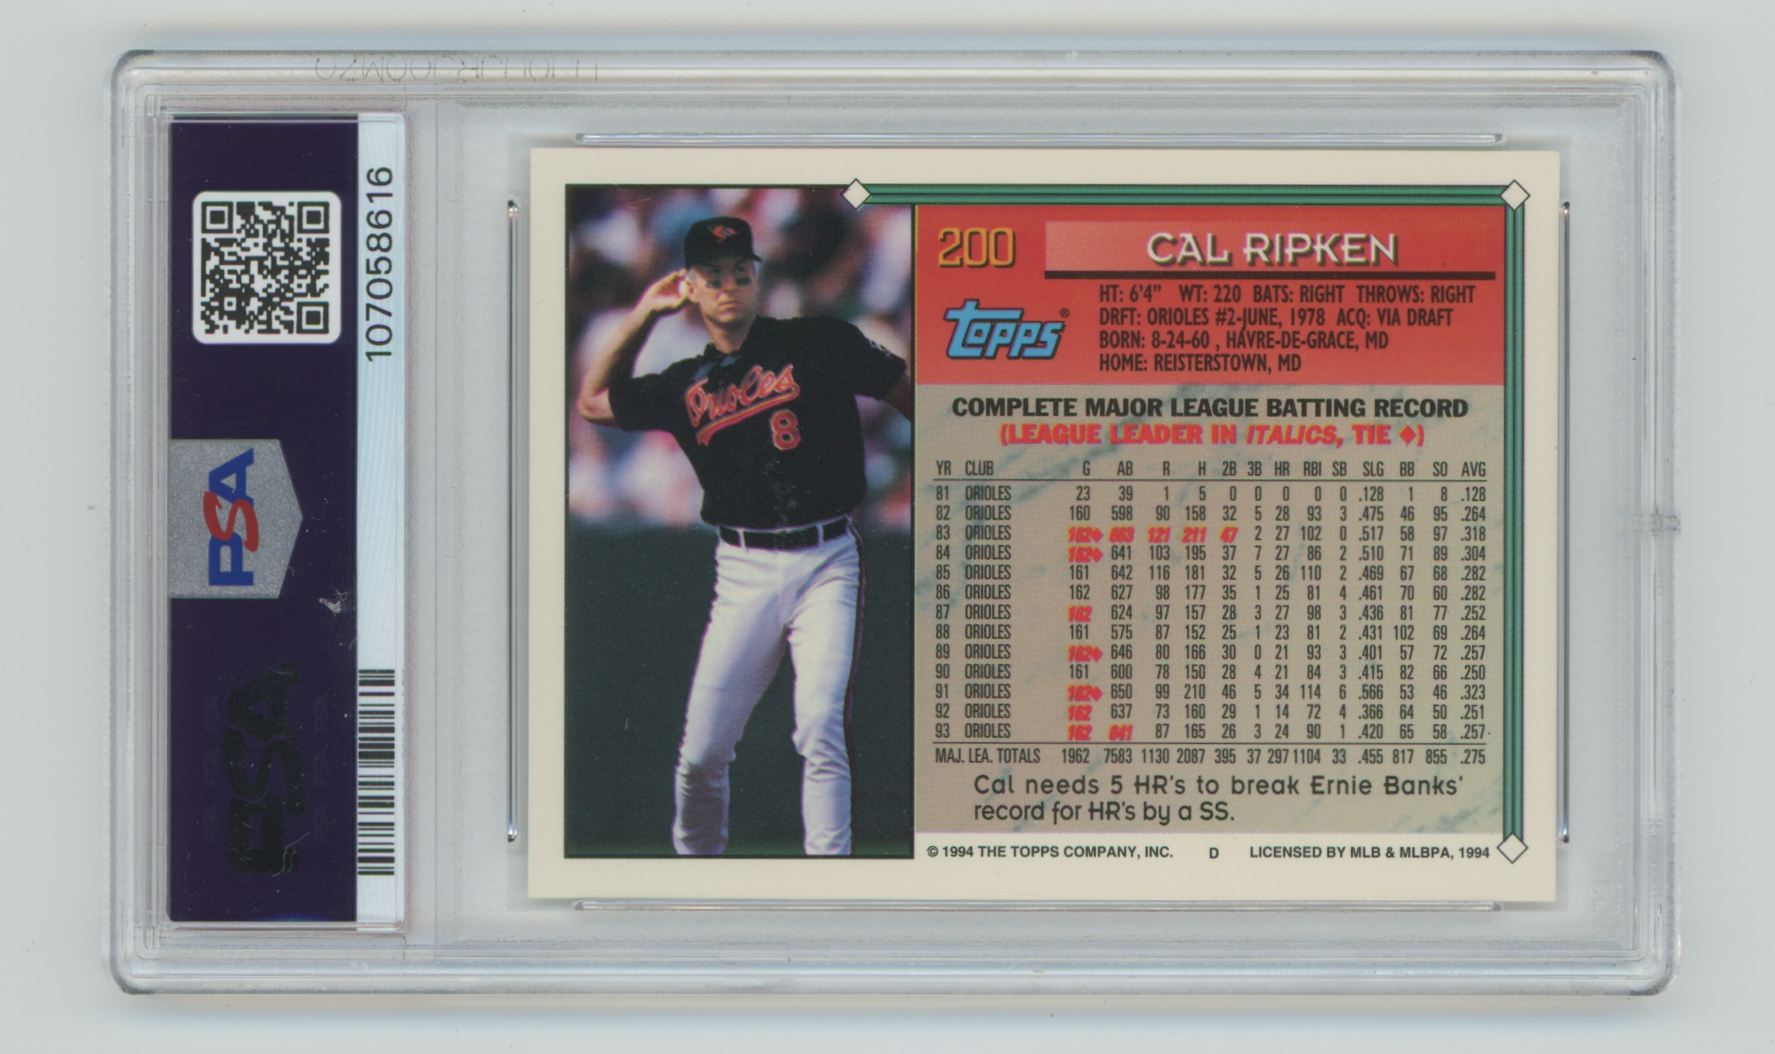 107058616
PSA
PSA
Orioles
8
200
CAL RIPKEN
Topps®
HT: 6'4" WT: 220 BATS: RIGHT THROWS: RIGHT
DRFT: ORIOLES #2-JUNE, 1978 ACQ: VIA DRAFT
BORN: 8-24-60 , HAVRE-DE-GRACE, MD
HOME: REISTERSTOWN, MD
COMPLETE MAJOR LEAGUE BATTING RECORD
(LEAGUE LEADER IN ITALICS, TIE ♦)
YR CLUB G AB R H 2B 3B HR RBI SB SLG BB SO AVG
81 ORIOLES 23 39 1 5 0 0 0 0 0 .128 1 8 .128
82 ORIOLES 160 598 90 158 32 5 28 93 3 .475 46 95 .264
83 ORIOLES 162♦ 663 121 211 47 2 27 102 0 .517 58 97 .318
84 ORIOLES 162♦ 641 103 195 37 7 27 86 2 .510 71 89 .304
85 ORIOLES 161 642 116 181 32 5 26 110 2 .469 67 68 .282
86 ORIOLES 162 627 98 177 35 1 25 81 4 .461 70 60 .282
87 ORIOLES 162 624 97 157 28 3 27 98 3 .436 81 77 .252
88 ORIOLES 161 575 87 152 25 1 23 81 2 .431 102 69 .264
89 ORIOLES 162♦ 646 80 166 30 0 21 93 3 .401 57 72 .257
90 ORIOLES 161 600 78 150 28 4 21 84 3 .415 82 66 .250
91 ORIOLES 162♦ 650 99 210 46 5 34 114 6 .566 53 46 .323
92 ORIOLES 162 637 73 160 29 1 14 72 4 .366 64 50 .251
93 ORIOLES 162 641 87 165 26 3 24 90 1 .420 65 58 .257
MAJ. LEA. TOTALS 1962 7583 1130 2087 395 37 297 1104 33 .455 817 855 .275
Cal needs 5 HR's to break Ernie Banks'
record for HR's by a SS.
© 1994 THE TOPPS COMPANY, INC. D LICENSED BY MLB & MLBPA, 1994